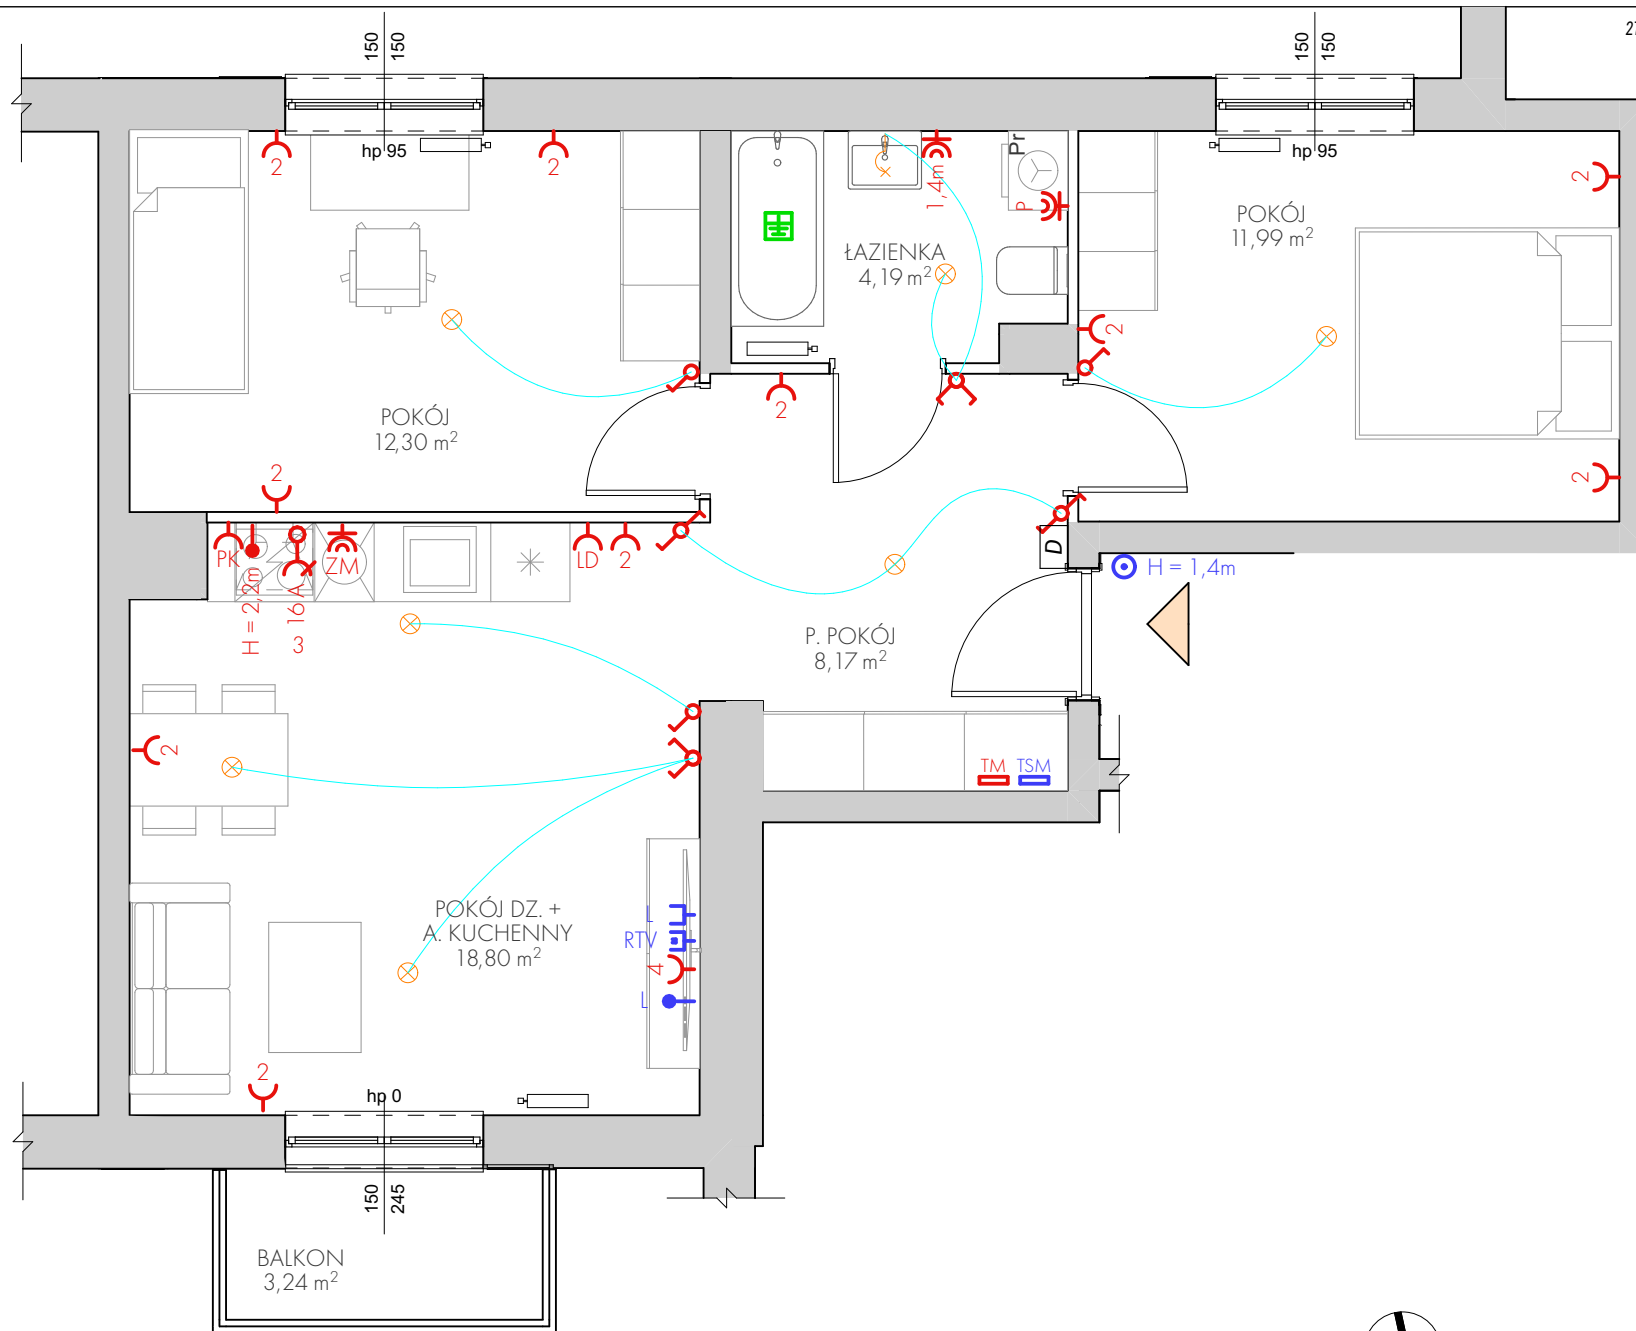 150
150
150
150
27
hp 95
hp 95
2
2
1,4m
Pr
P
2
POKÓJ
11,99 m²
ŁAZIENKA
4,19 m²
2
2
POKÓJ
12,30 m²
2
2
PK
H = 2,2m
3 16 A
ZM
LD
2
D
H = 1,4m
P. POKÓJ
8,17 m²
2
TM
TSM
POKÓJ DZ. +
A. KUCHENNY
18,80 m²
L
RTV
4
L
2
hp 0
150
245
BALKON
3,24 m²